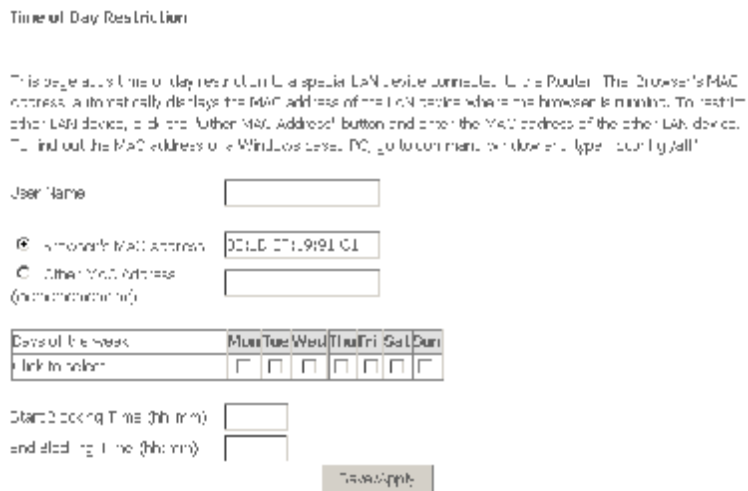 Time of Day Restriction
This page adds time of day restriction to a special LAN device connected to the Router. The 'Browser's MAC
Address' automatically displays the MAC address of the LAN device where the browser is running. To restrict
other LAN device, click the "Other MAC Address" button and enter the MAC address of the other LAN device.
To find out the MAC address of a Windows based PC, go to command window and type "ipconfig /all".
User Name
Browser's MAC Address
Other MAC Address
Days of the week Mon Tue Wed Thu Fri Sat Sun
Click to select
Start Blocking Time (hh:mm)
End Blocking Time (hh:mm)
Save/Apply